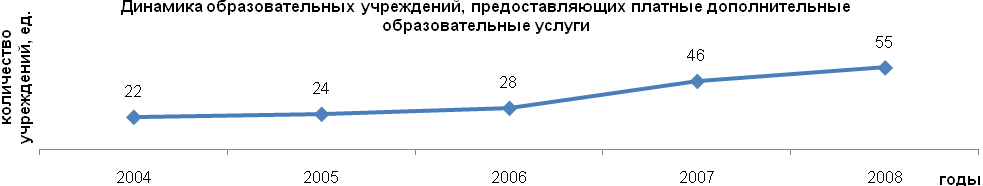 Динамика образовательных учреждений, предоставляющих платные дополнительные
образовательные услуги
количество
учреждений, ед.
22
24
28
46
55
2004
2005
2006
2007
2008
годы